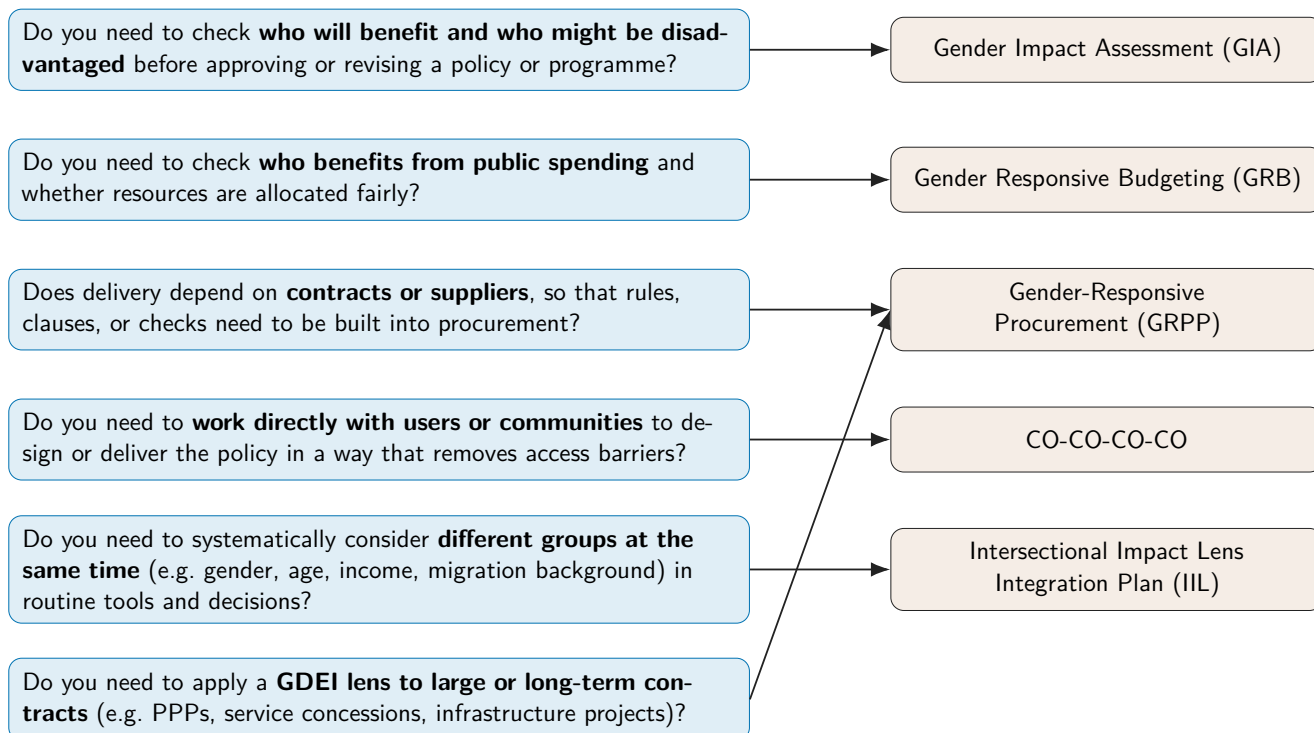 Do you need to check who will benefit and who might be disad-
vantaged before approving or revising a policy or programme?
Gender Impact Assessment (GIA)
Do you need to check who benefits from public spending and
whether resources are allocated fairly?
Gender Responsive Budgeting (GRB)
Does delivery depend on contracts or suppliers, so that rules,
clauses, or checks need to be built into procurement?
Gender-Responsive
Procurement (GRPP)
Do you need to work directly with users or communities to de-
sign or deliver the policy in a way that removes access barriers?
CO-CO-CO-CO
Do you need to systematically consider different groups at the
same time (e.g. gender, age, income, migration background) in
routine tools and decisions?
Intersectional Impact Lens
Integration Plan (IIL)
Do you need to apply a GDEI lens to large or long-term con-
tracts (e.g. PPPs, service concessions, infrastructure projects)?